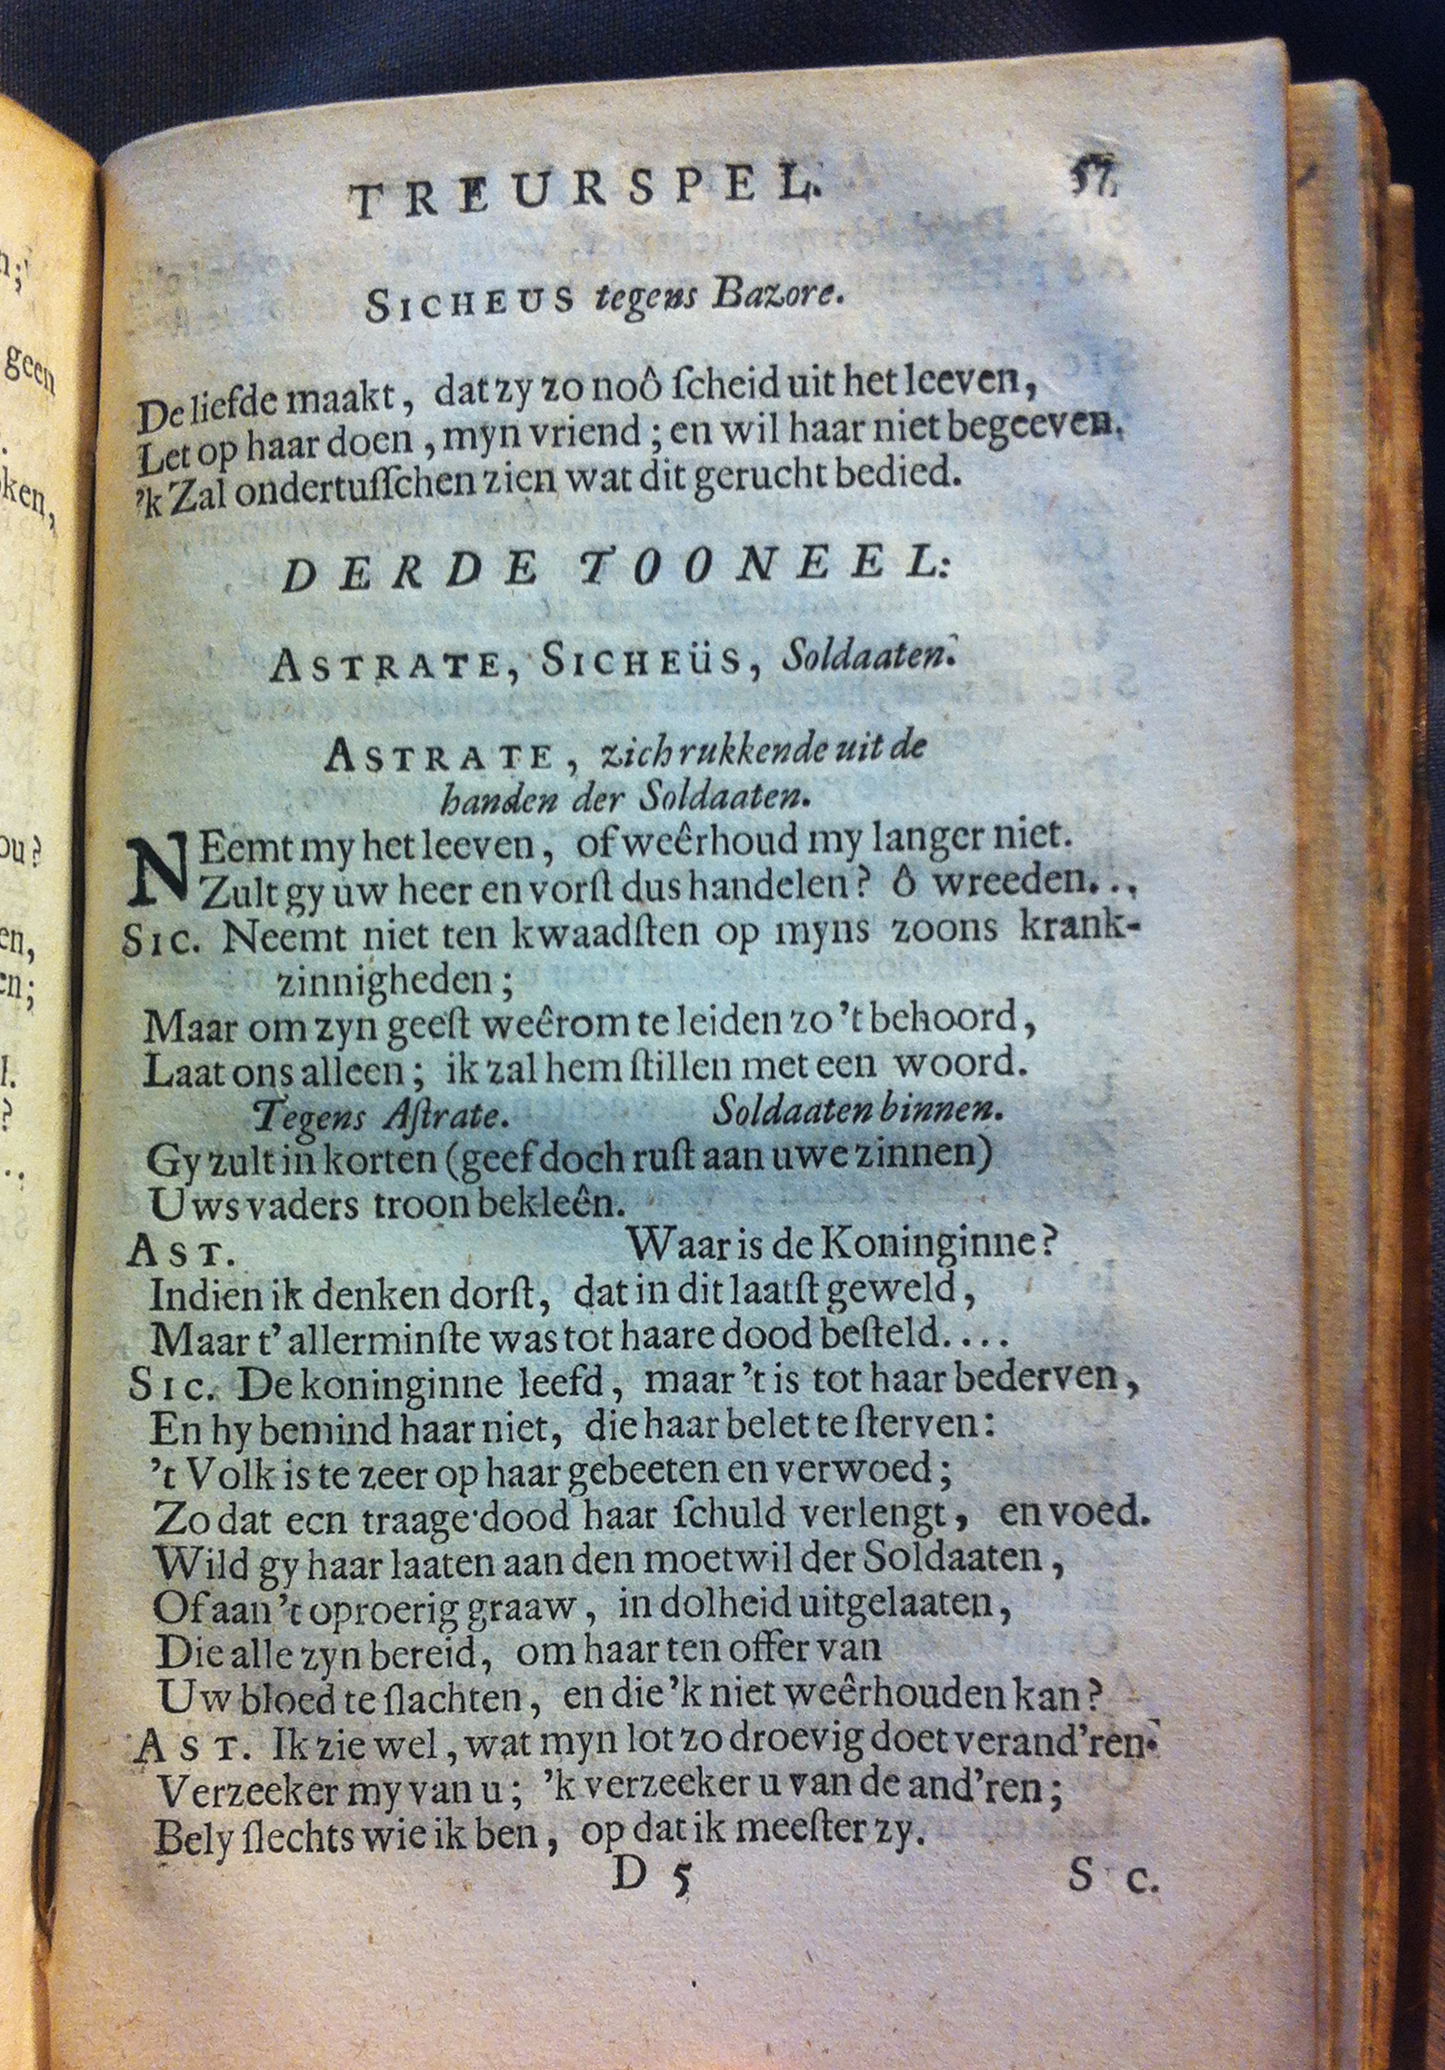 TREURSPEL. 57.
SICHEUS tegens Bazore.
De liefde maakt, dat zy zo noô ſcheid uit het leeven,
Let op haar doen, myn vriend; en wil haar niet begeeven.
'k Zal ondertuſſchen zien wat dit gerucht bedied.
DERDE TOONEEL.
ASTRATE, SICHEÜS, Soldaaten.
ASTRATE, zich rukkende uit de
handen der Soldaaten.
NEemt my het leeven, of weêrhoud my langer niet.
Zult gy uw heer en vorſt dus handelen? ô wreeden...
SIC. Neemt niet ten kwaadſten op myns zoons krank-
zinnigheden;
Maar om zyn geeſt weêrom te leiden zo 't behoord,
Laat ons alleen; ik zal hem ſtillen met een woord.
Tegens Aſtrate. Soldaaten binnen.
Gy zult in korten (geef doch ruſt aan uwe zinnen)
Uws vaders troon bekleên.
AST. Waar is de Koninginne?
Indien ik denken dorſt, dat in dit laatſt geweld,
Maar t' allerminſte was tot haare dood beſteld....
SIC. De koninginne leefd, maar 't is tot haar bederven,
En hy bemind haar niet, die haar belet te ſterven:
't Volk is te zeer op haar gebeeten en verwoed;
Zo dat een traage dood haar ſchuld verlengt, en voed.
Wild gy haar laaten aan den moetwil der Soldaaten,
Of aan 't oproerig graaw, in dolheid uitgelaaten,
Die alle zyn bereid, om haar ten offer van
Uw bloed te ſlachten, en die 'k niet weêrhouden kan?
AST. Ik zie wel, wat myn lot zo droevig doet verand'ren.
Verzeeker my van u; 'k verzeeker u van de and'ren;
Bely ſlechts wie ik ben, op dat ik meeſter zy.
D 5 S C.
geen
ken,
ou?
en,
en;